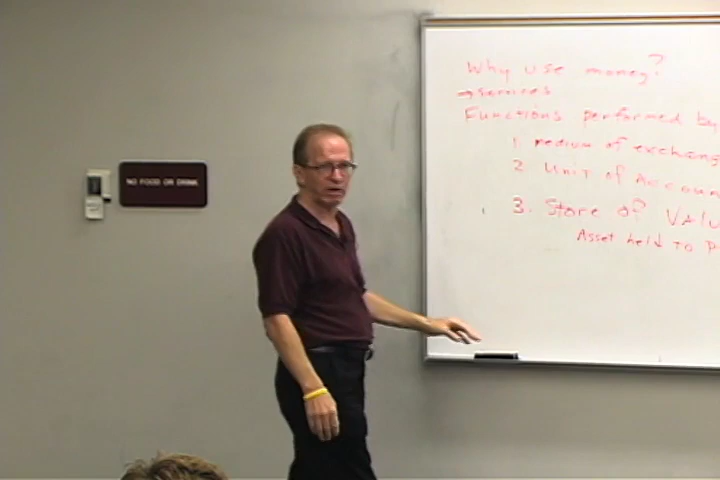 NO FOOD OR DRINK
Why use money?
→services
Functions performed by
1 medium of exchang
2 Unit of Accoun
3. Store of Valu
Asset held to P